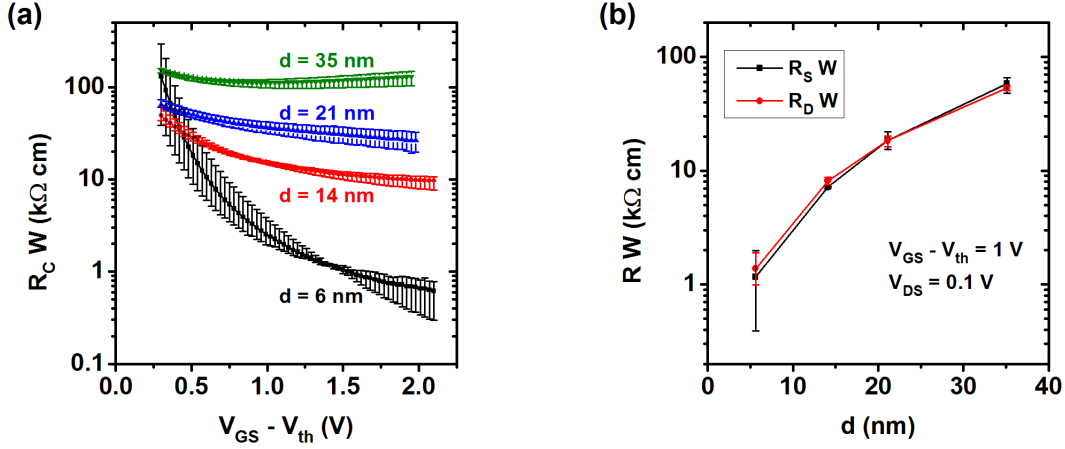 (a)
d = 35 nm
d = 21 nm
d = 14 nm
d = 6 nm
100
10
1
0.1
R_C W (kΩ cm)
0.0 0.5 1.0 1.5 2.0
V_GS - V_th (V)
(b)
R_S W
R_D W
V_GS - V_th = 1 V
V_DS = 0.1 V
100
10
1
R W (kΩ cm)
0 10 20 30 40
d (nm)